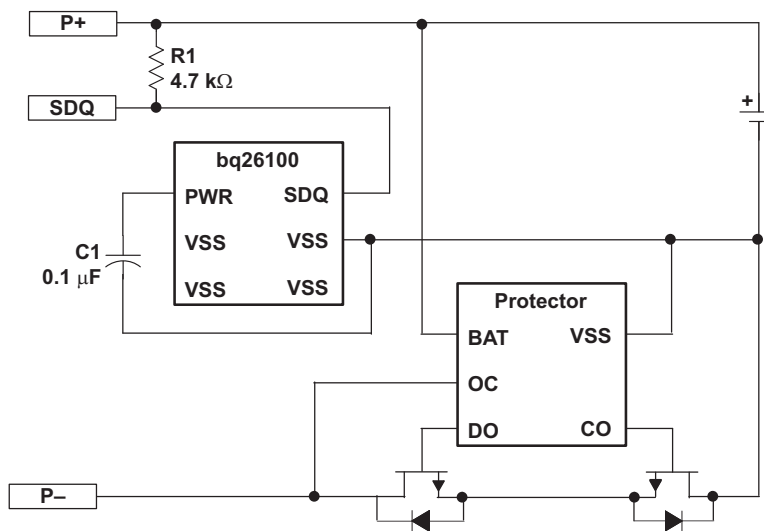 P+
R1
4.7 kΩ
SDQ
+
bq26100
PWR SDQ
C1
0.1 μF
VSS VSS
VSS VSS
Protector
BAT VSS
OC
DO CO
P–